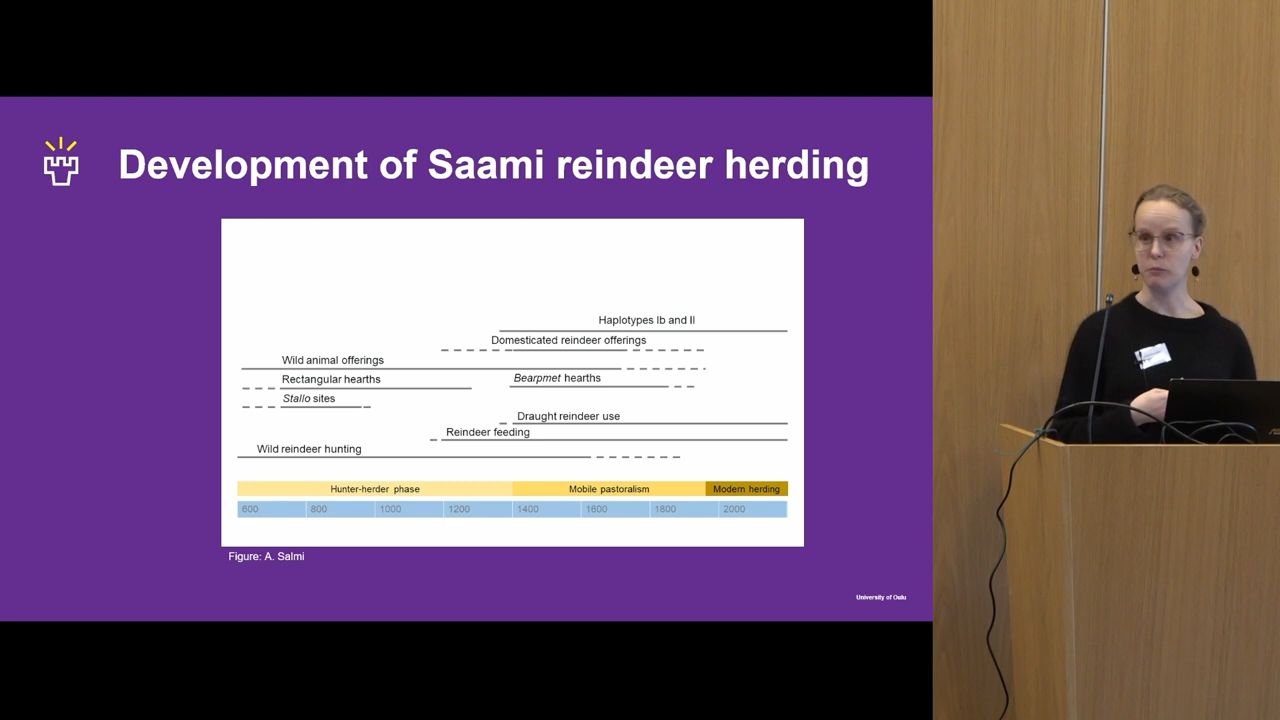 Development of Saami reindeer herding
Haplotypes Ib and II
Domesticated reindeer offerings
Wild animal offerings
Rectangular hearths
Bearpmet hearths
Stallo sites
Draught reindeer use
Reindeer feeding
Wild reindeer hunting
Hunter-herder phase
Mobile pastoralism
Modern herding
600 800 1000 1200 1400 1600 1800 2000
Figure: A. Salmi
University of Oulu